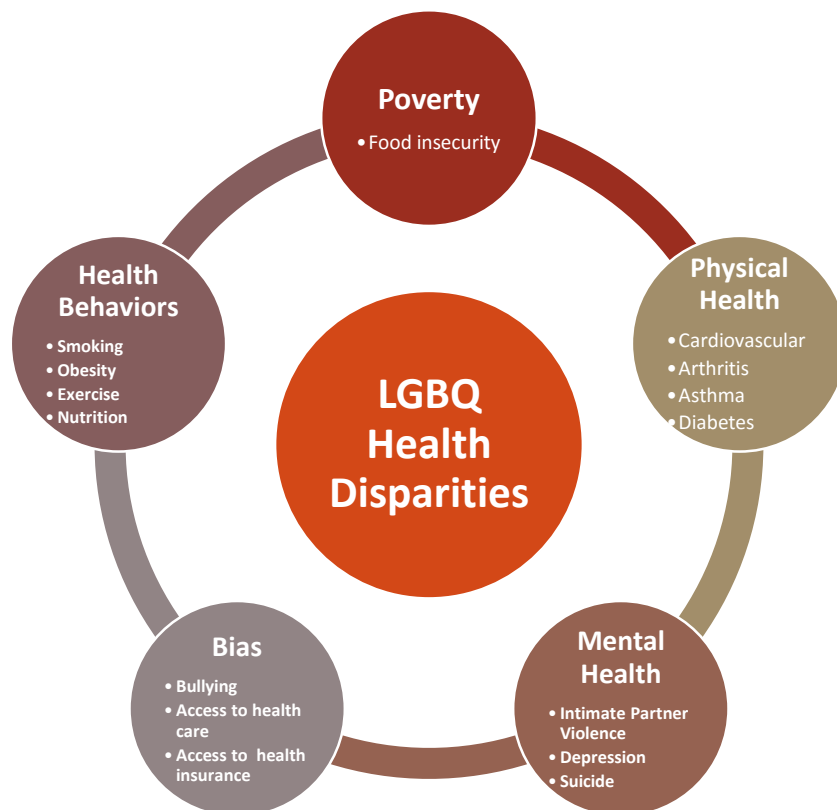 Poverty
• Food insecurity
Physical
Health
• Cardiovascular
• Arthritis
• Asthma
• Diabetes
Mental
Health
• Intimate Partner
Violence
• Depression
• Suicide
Bias
• Bullying
• Access to health
care
• Access to health
insurance
Health
Behaviors
• Smoking
• Obesity
• Exercise
• Nutrition
LGBQ
Health
Disparities